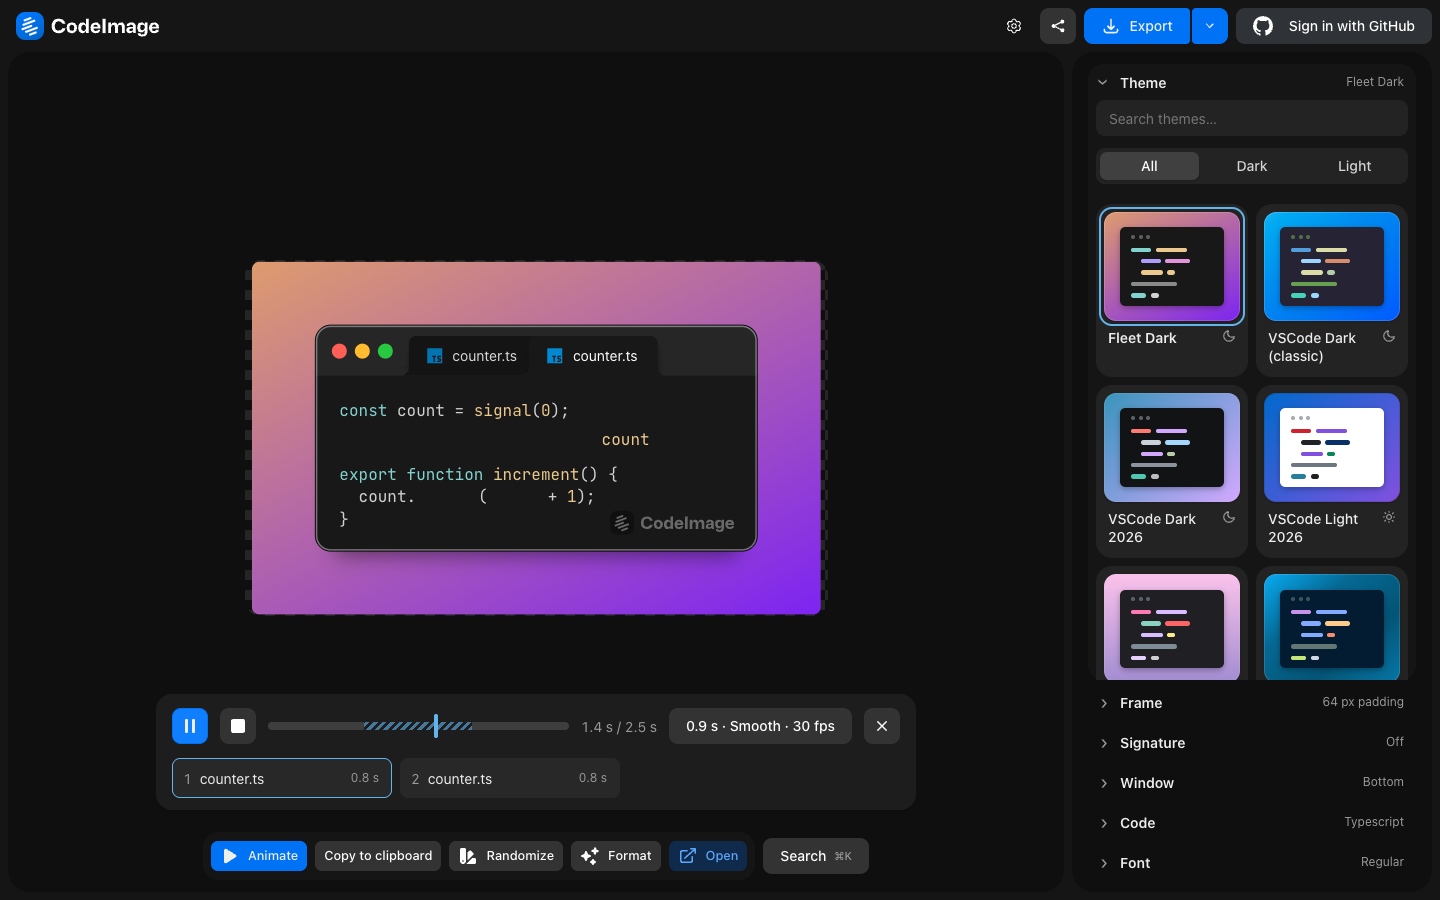 CodeImage
Export
Sign in with GitHub
counter.ts
counter.ts
const count = signal(0);
count
export function increment() {
count. ( + 1);
}
CodeImage
1.4 s / 2.5 s
0.9 s · Smooth · 30 fps
1 counter.ts 0.8 s
2 counter.ts 0.8 s
Animate
Copy to clipboard
Randomize
Format
Open
Search ⌘K
Theme
Fleet Dark
Search themes...
All
Dark
Light
Fleet Dark
VSCode Dark
(classic)
VSCode Dark
2026
VSCode Light
2026
Frame
64 px padding
Signature
Off
Window
Bottom
Code
Typescript
Font
Regular